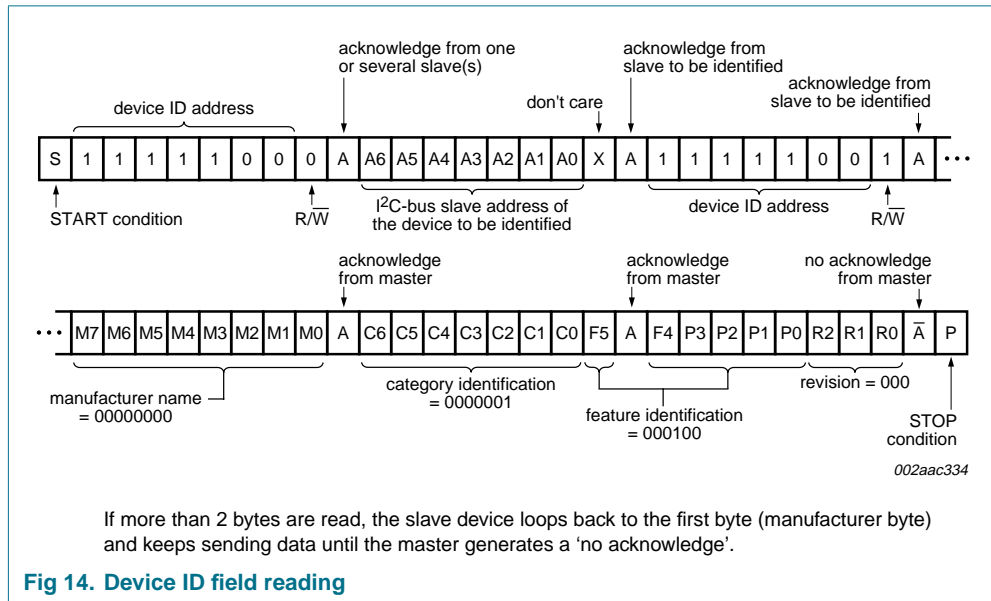 acknowledge from one
or several slave(s)
acknowledge from
slave to be identified
acknowledge from
slave to be identified
device ID address
don't care
S 1 1 1 1 1 0 0 0 A A6 A5 A4 A3 A2 A1 A0 X A 1 1 1 1 1 0 0 1 A •••
START condition
R/W̅
I²C-bus slave address of
the device to be identified
device ID address
R/W̅
acknowledge
from master
acknowledge
from master
no acknowledge
from master
••• M7 M6 M5 M4 M3 M2 M1 M0 A C6 C5 C4 C3 C2 C1 C0 F5 A F4 P3 P2 P1 P0 R2 R1 R0 A̅ P
manufacturer name
= 00000000
category identification
= 0000001
feature identification
= 000100
revision = 000
STOP
condition
002aac334
If more than 2 bytes are read, the slave device loops back to the first byte (manufacturer byte)
and keeps sending data until the master generates a ‘no acknowledge’.
Fig 14. Device ID field reading